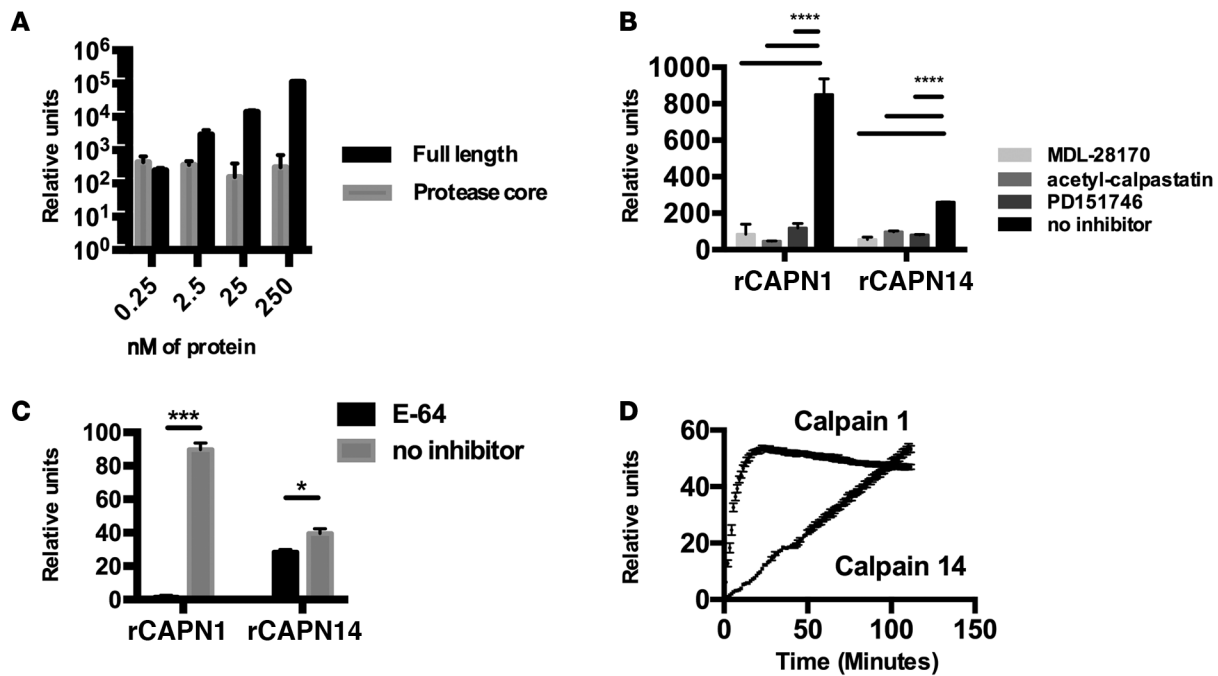 A
10^6
10^5
10^4
10^3
10^2
10^1
10^0
Relative units
0.25
2.5
25
250
nM of protein
Full length
Protease core
B
****
****
1000
800
600
400
200
0
Relative units
rCAPN1
rCAPN14
MDL-28170
acetyl-calpastatin
PD151746
no inhibitor
C
***
*
100
80
60
40
20
0
Relative units
rCAPN1
rCAPN14
E-64
no inhibitor
D
Calpain 1
Calpain 14
60
40
20
0
Relative units
0
50
100
150
Time (Minutes)